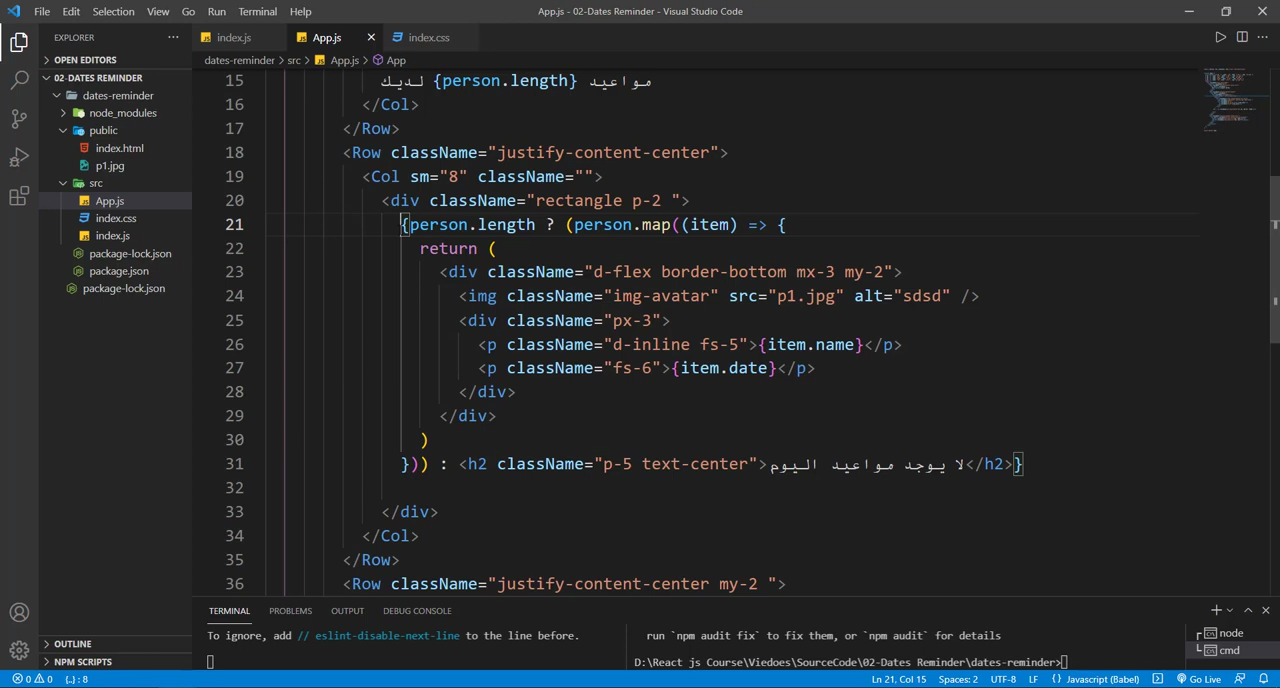 File Edit Selection View Go Run Terminal Help
App.js - 02-Dates Reminder - Visual Studio Code
EXPLORER
OPEN EDITORS
02-DATES REMINDER
dates-reminder
node_modules
public
index.html
p1.jpg
src
App.js
index.css
index.js
package-lock.json
package.json
package-lock.json
OUTLINE
NPM SCRIPTS
index.js App.js index.css
dates-reminder > src > App.js > App
15 لديك {person.length} مواعيد
16 </Col>
17 </Row>
18 <Row className="justify-content-center">
19 <Col sm="8" className="">
20 <div className="rectangle p-2 ">
21 {person.length ? (person.map((item) => {
22 return (
23 <div className="d-flex border-bottom mx-3 my-2">
24 <img className="img-avatar" src="p1.jpg" alt="sdsd" />
25 <div className="px-3">
26 <p className="d-inline fs-5">{item.name}</p>
27 <p className="fs-6">{item.date}</p>
28 </div>
29 </div>
30 )
31 })) : <h2 className="p-5 text-center">لا يوجد مواعيد اليوم</h2>}
32
33 </div>
34 </Col>
35 </Row>
36 <Row className="justify-content-center my-2 ">
TERMINAL PROBLEMS OUTPUT DEBUG CONSOLE
To ignore, add // eslint-disable-next-line to the line before.
run `npm audit fix` to fix them, or `npm audit` for details
D:\React js Course\Viedoes\SourceCode\02-Dates Reminder\dates-reminder>
node
cmd
0 0 {..} : 8
Ln 21, Col 15 Spaces: 2 UTF-8 LF {} Javascript (Babel) Go Live